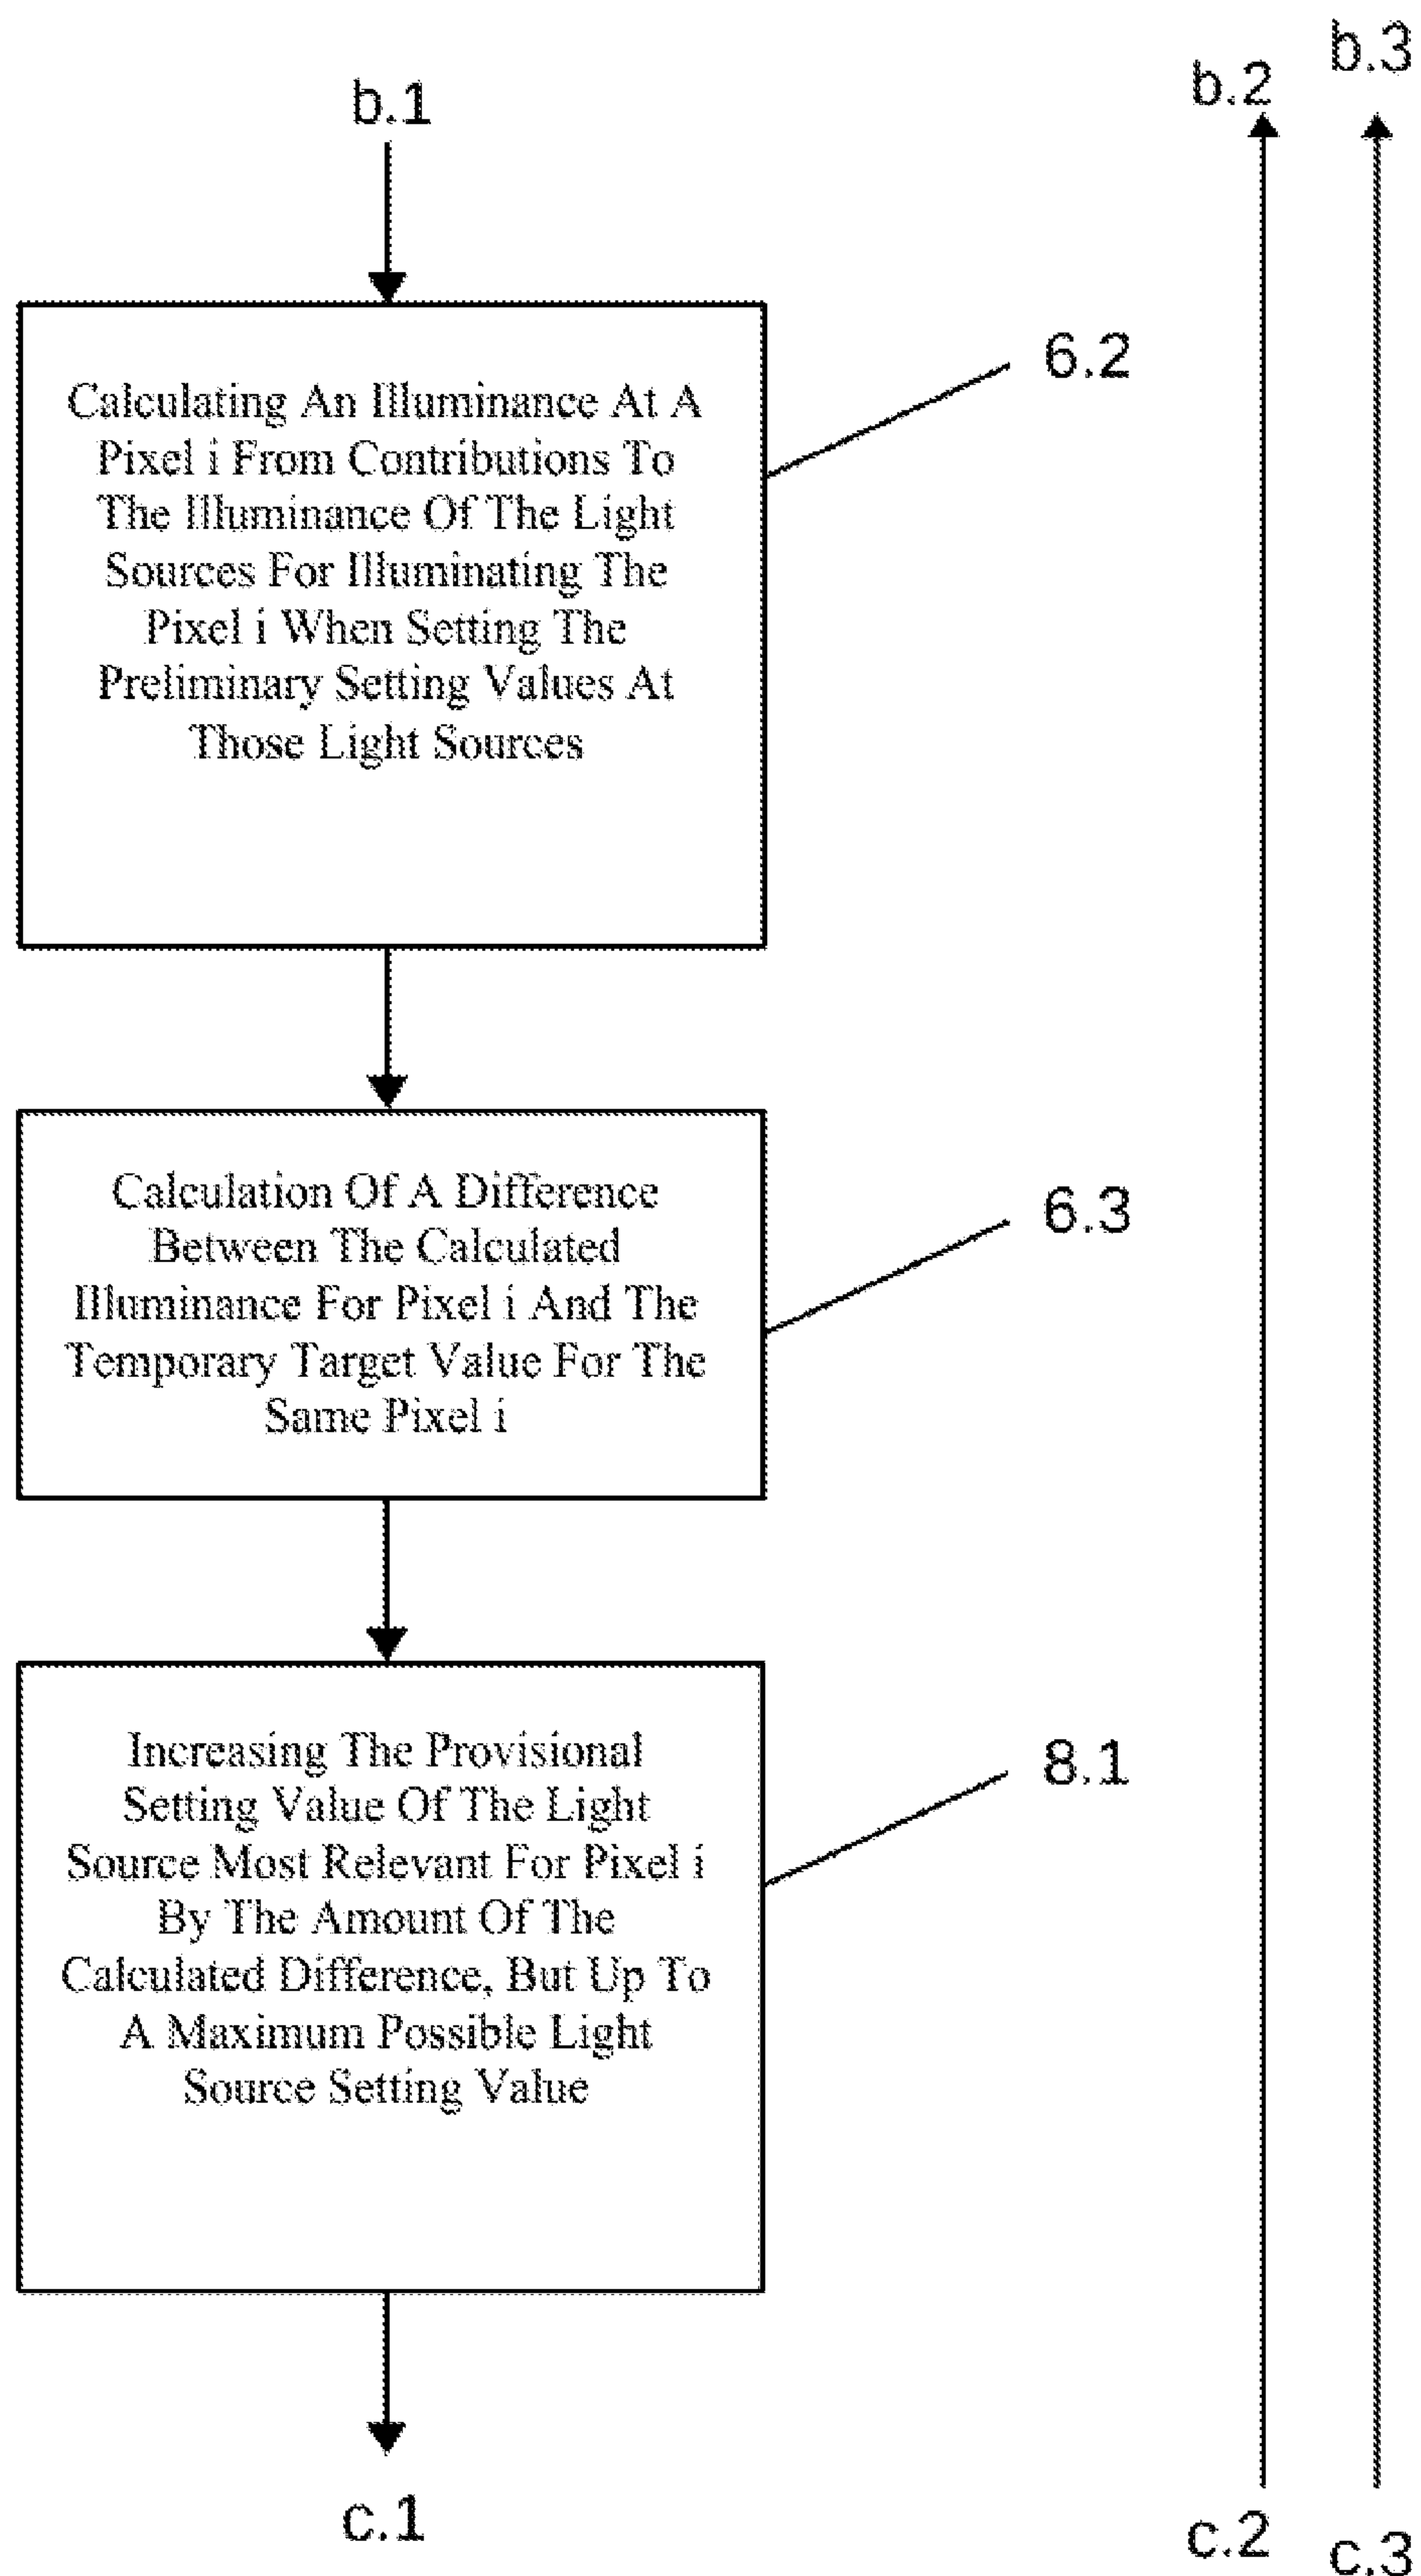 b.3
b.2
b.1
6.2
Calculating An Illuminance At A
Pixel i From Contributions To
The Illuminance Of The Light
Sources For Illuminating The
Pixel i When Setting The
Preliminary Setting Values At
Those Light Sources
6.3
Calculation Of A Difference
Between The Calculated
Illuminance For Pixel i And The
Temporary Target Value For The
Same Pixel i
8.1
Increasing The Provisional
Setting Value Of The Light
Source Most Relevant For Pixel i
By The Amount Of The
Calculated Difference, But Up To
A Maximum Possible Light
Source Setting Value
c.1
c.2
c.3